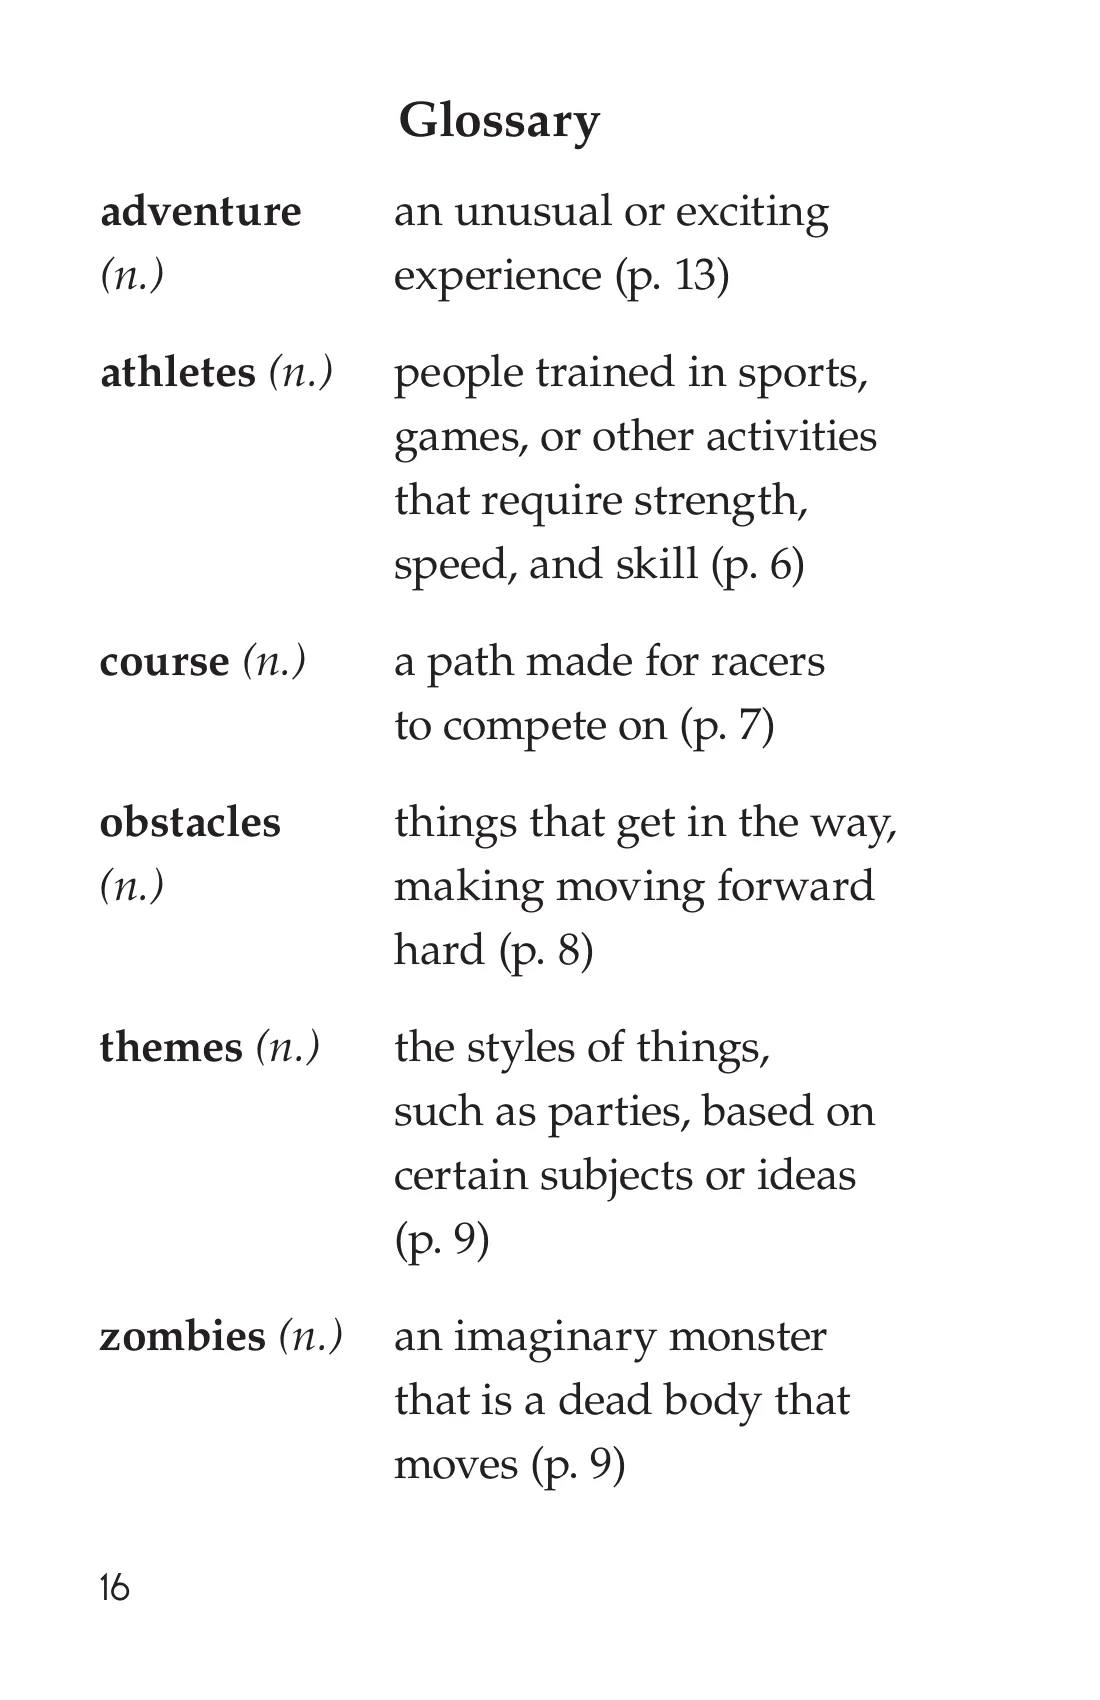 Glossary
adventure an unusual or exciting
(n.) experience (p. 13)
athletes (n.) people trained in sports,
games, or other activities
that require strength,
speed, and skill (p. 6)
course (n.) a path made for racers
to compete on (p. 7)
obstacles things that get in the way,
(n.) making moving forward
hard (p. 8)
themes (n.) the styles of things,
such as parties, based on
certain subjects or ideas
(p. 9)
zombies (n.) an imaginary monster
that is a dead body that
moves (p. 9)
16